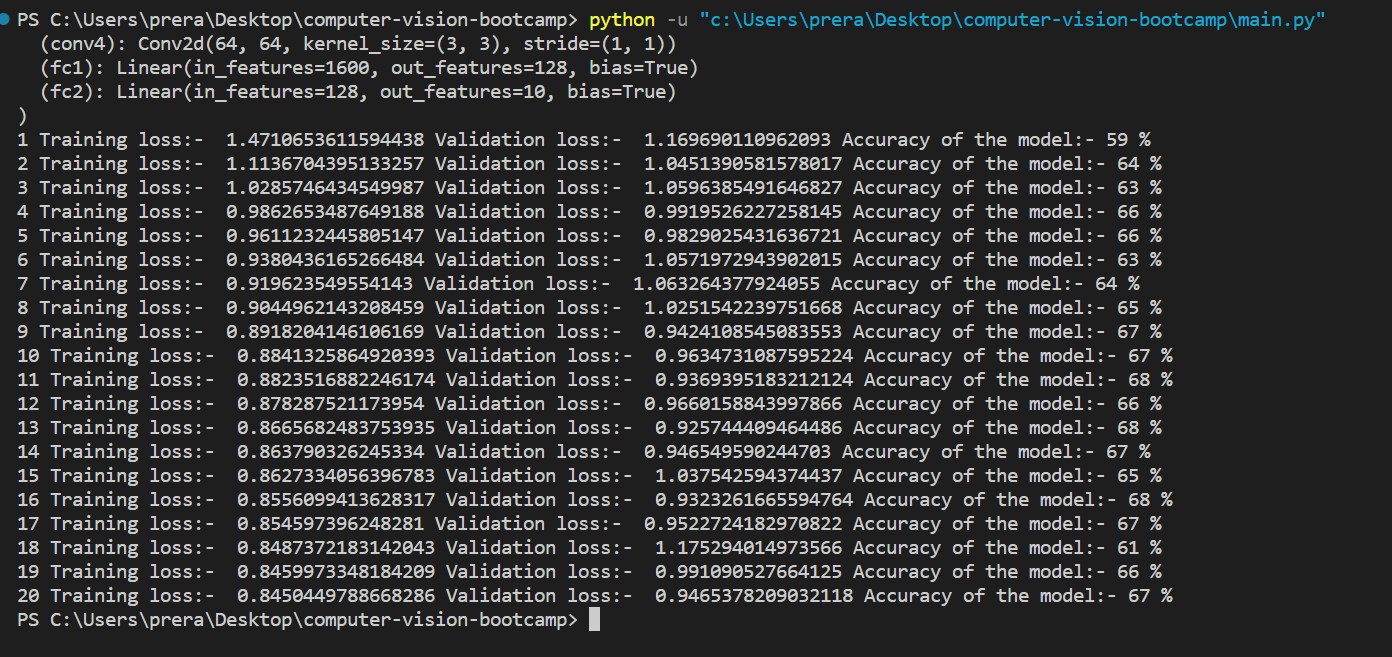 PS C:\Users\prera\Desktop\computer-vision-bootcamp> python -u "c:\Users\prera\Desktop\computer-vision-bootcamp\main.py"
  (conv4): Conv2d(64, 64, kernel_size=(3, 3), stride=(1, 1))
  (fc1): Linear(in_features=1600, out_features=128, bias=True)
  (fc2): Linear(in_features=128, out_features=10, bias=True)
)
1 Training loss:-  1.4710653611594438 Validation loss:-  1.169690110962093 Accuracy of the model:- 59 %
2 Training loss:-  1.1136704395133257 Validation loss:-  1.0451390581578017 Accuracy of the model:- 64 %
3 Training loss:-  1.0285746434549987 Validation loss:-  1.0596385491646827 Accuracy of the model:- 63 %
4 Training loss:-  0.9862653487649188 Validation loss:-  0.9919526227258145 Accuracy of the model:- 66 %
5 Training loss:-  0.9611232445805147 Validation loss:-  0.9829025431636721 Accuracy of the model:- 66 %
6 Training loss:-  0.9380436165266484 Validation loss:-  1.0571972943902015 Accuracy of the model:- 63 %
7 Training loss:-  0.919623549554143 Validation loss:-  1.063264377924055 Accuracy of the model:- 64 %
8 Training loss:-  0.9044962143208459 Validation loss:-  1.0251542239751668 Accuracy of the model:- 65 %
9 Training loss:-  0.8918204146106169 Validation loss:-  0.9424108545083553 Accuracy of the model:- 67 %
10 Training loss:-  0.8841325864920393 Validation loss:-  0.9634731087595224 Accuracy of the model:- 67 %
11 Training loss:-  0.8823516882246174 Validation loss:-  0.9369395183212124 Accuracy of the model:- 68 %
12 Training loss:-  0.878287521173954 Validation loss:-  0.9660158843997866 Accuracy of the model:- 66 %
13 Training loss:-  0.8665682483753935 Validation loss:-  0.925744409464486 Accuracy of the model:- 68 %
14 Training loss:-  0.863790326245334 Validation loss:-  0.946549590244703 Accuracy of the model:- 67 %
15 Training loss:-  0.8627334056396783 Validation loss:-  1.037542594374437 Accuracy of the model:- 65 %
16 Training loss:-  0.8556099413628317 Validation loss:-  0.9323261665594764 Accuracy of the model:- 68 %
17 Training loss:-  0.854597396248281 Validation loss:-  0.9522724182970822 Accuracy of the model:- 67 %
18 Training loss:-  0.8487372183142043 Validation loss:-  1.175294014973566 Accuracy of the model:- 61 %
19 Training loss:-  0.8459973348184209 Validation loss:-  0.991090527664125 Accuracy of the model:- 66 %
20 Training loss:-  0.8450449788668286 Validation loss:-  0.9465378209032118 Accuracy of the model:- 67 %
PS C:\Users\prera\Desktop\computer-vision-bootcamp>